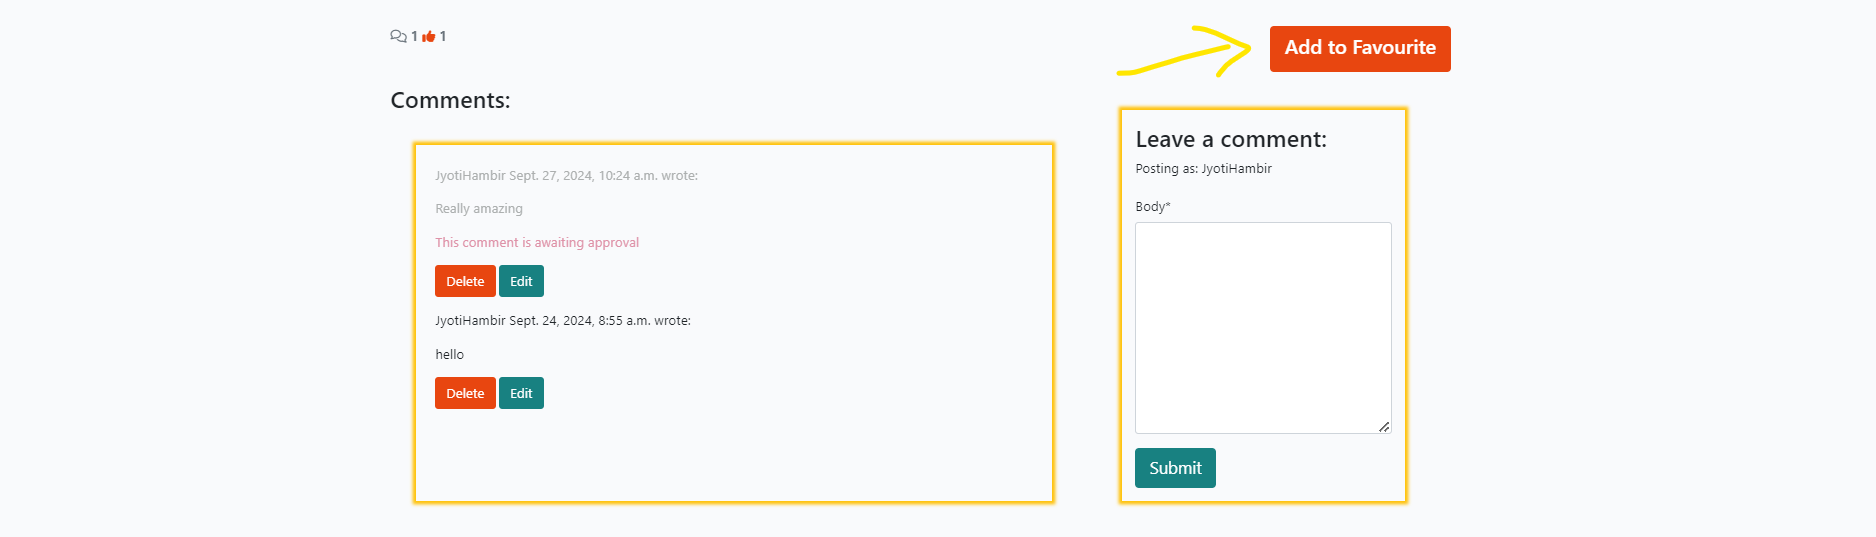 1 1
Add to Favourite
Comments:
JyotiHambir Sept. 27, 2024, 10:24 a.m. wrote:
Really amazing
This comment is awaiting approval
Delete Edit
JyotiHambir Sept. 24, 2024, 8:55 a.m. wrote:
hello
Delete Edit
Leave a comment:
Posting as: JyotiHambir
Body*
Submit